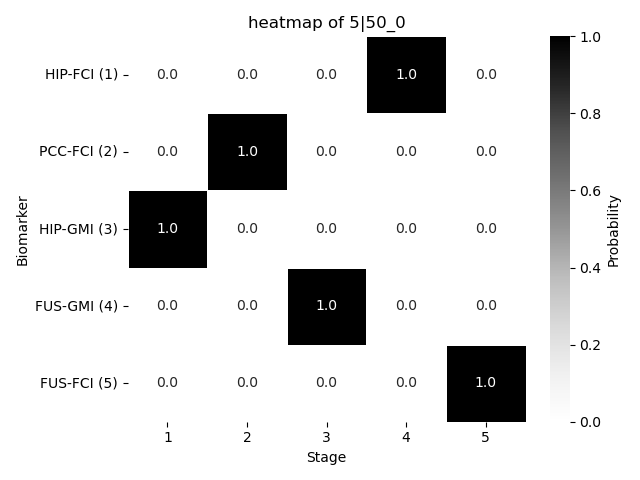 heatmap of 5|50_0
HIP-FCI (1) 0.0 0.0 0.0 1.0 0.0
PCC-FCI (2) 0.0 1.0 0.0 0.0 0.0
HIP-GMI (3) 1.0 0.0 0.0 0.0 0.0
FUS-GMI (4) 0.0 0.0 1.0 0.0 0.0
FUS-FCI (5) 0.0 0.0 0.0 0.0 1.0
1 2 3 4 5
Stage
Biomarker
1.0
0.8
0.6
0.4
0.2
0.0
Probability